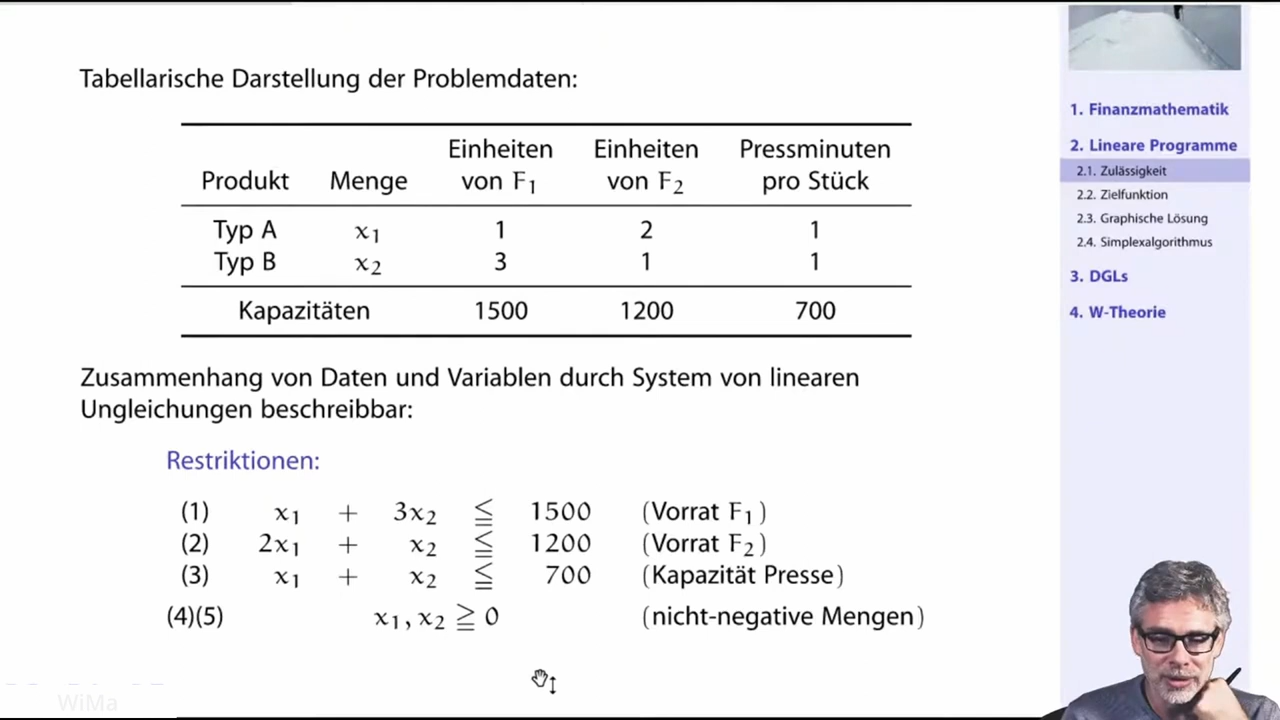 Tabellarische Darstellung der Problemdaten:
Produkt Menge Einheiten von F₁ Einheiten von F₂ Pressminuten pro Stück
Typ A x₁ 1 2 1
Typ B x₂ 3 1 1
Kapazitäten 1500 1200 700
Zusammenhang von Daten und Variablen durch System von linearen
Ungleichungen beschreibbar:
Restriktionen:
(1) x₁ + 3x₂ ≦ 1500 (Vorrat F₁)
(2) 2x₁ + x₂ ≦ 1200 (Vorrat F₂)
(3) x₁ + x₂ ≦ 700 (Kapazität Presse)
(4)(5) x₁, x₂ ≧ 0 (nicht-negative Mengen)
WiMa
1. Finanzmathematik
2. Lineare Programme
2.1. Zulässigkeit
2.2. Zielfunktion
2.3. Graphische Lösung
2.4. Simplexalgorithmus
3. DGLs
4. W-Theorie